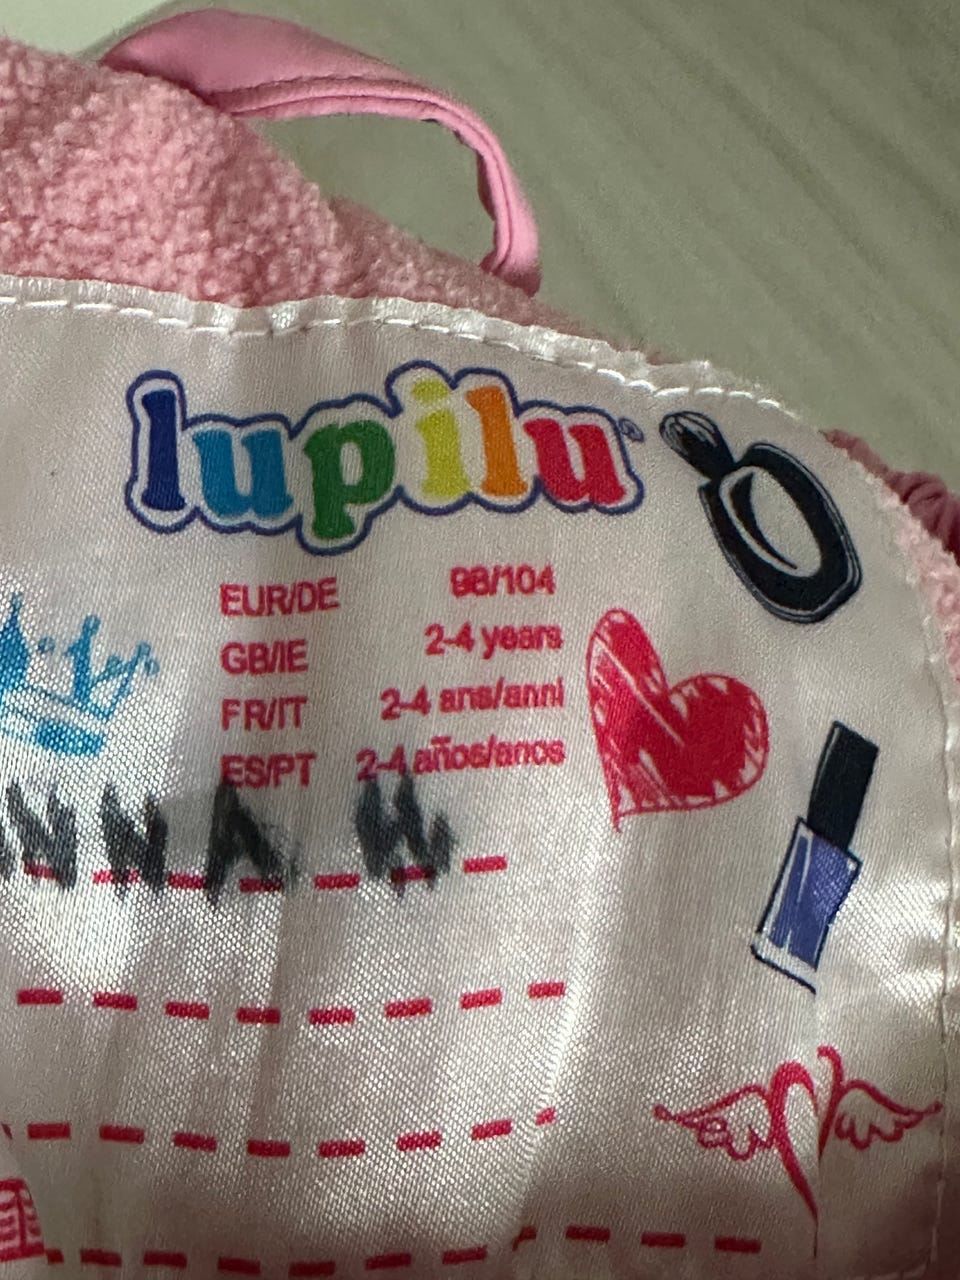 lupilu®
EUR/DE 98/104
GB/IE 2-4 years
FR/IT 2-4 ans/anni
ES/PT 2-4 años/anos